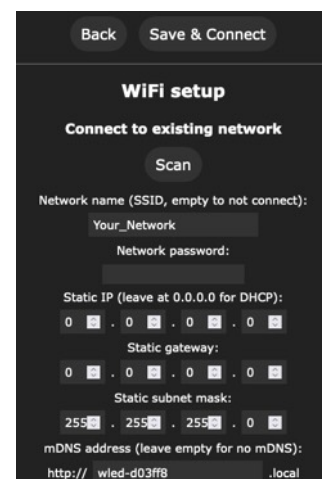 Back Save & Connect
WiFi setup
Connect to existing network
Scan
Network name (SSID, empty to not connect):
Your_Network
Network password:
Static IP (leave at 0.0.0.0 for DHCP):
0 . 0 . 0 . 0
Static gateway:
0 . 0 . 0 . 0
Static subnet mask:
255 . 255 . 255 . 0
mDNS address (leave empty for no mDNS):
http:// wled-d03ff8 .local